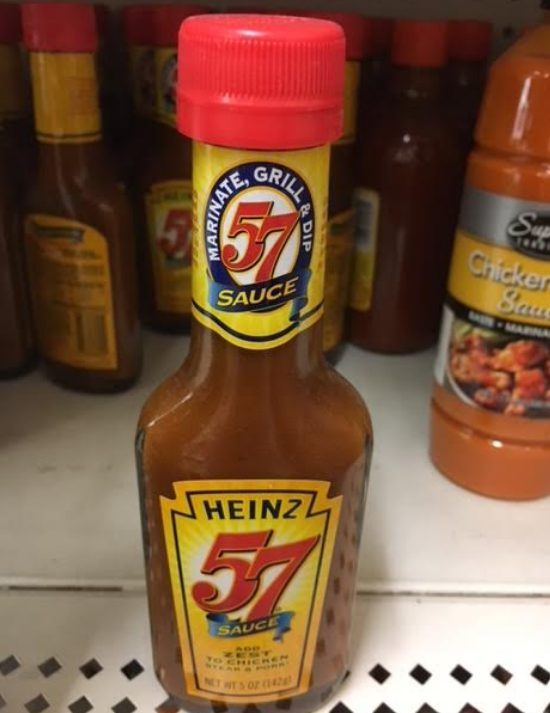 MARINATE, GRILL & DIP
57
SAUCE
HEINZ
57
SAUCE
ADD
ZEST
TO CHICKEN
STEAK & PORK!
NET WT 5 OZ (142g)
57
Chicken